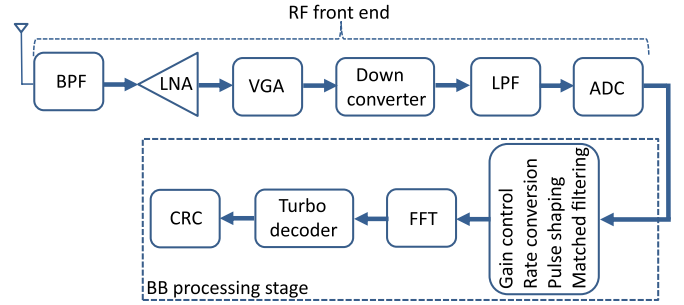 RF front end
BPF
LNA
VGA
Down
converter
LPF
ADC
Gain control
Rate conversion
Pulse shaping
Matched filtering
FFT
Turbo
decoder
CRC
BB processing stage